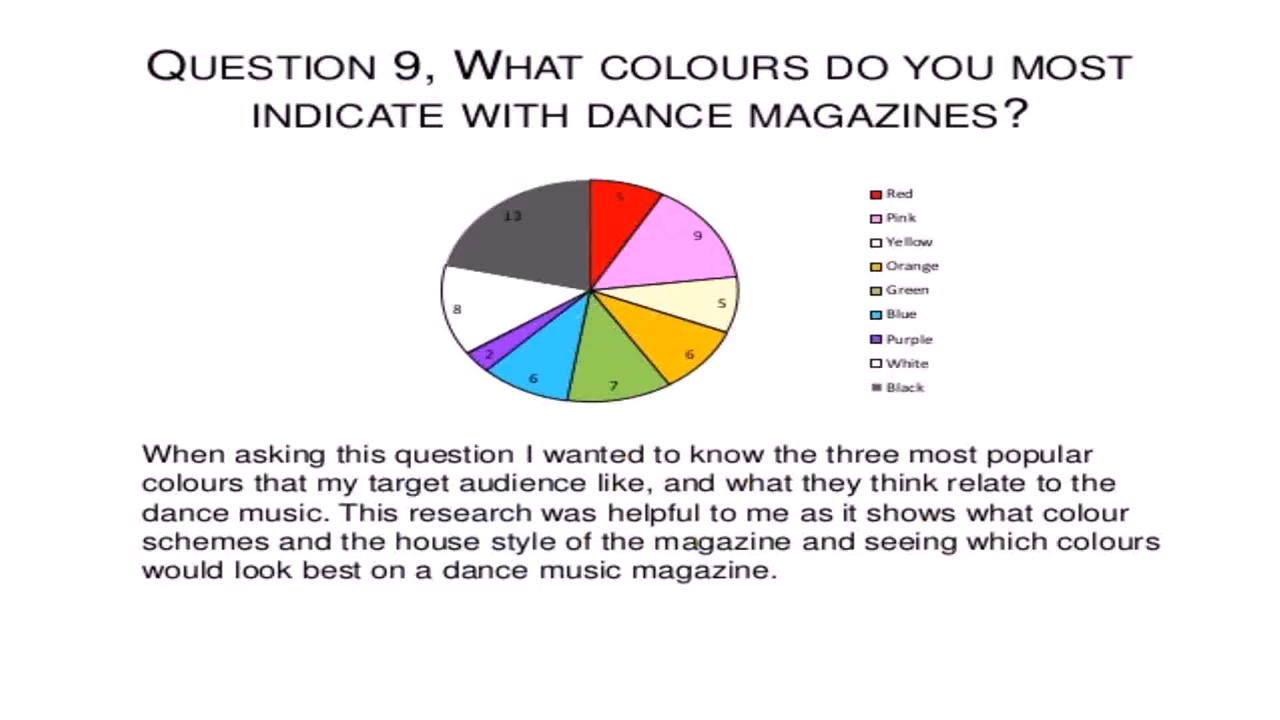 QUESTION 9, WHAT COLOURS DO YOU MOST
INDICATE WITH DANCE MAGAZINES?
13
5
9
5
6
7
6
2
8
Red
Pink
Yellow
Orange
Green
Blue
Purple
White
Black
When asking this question I wanted to know the three most popular
colours that my target audience like, and what they think relate to the
dance music. This research was helpful to me as it shows what colour
schemes and the house style of the magazine and seeing which colours
would look best on a dance music magazine.